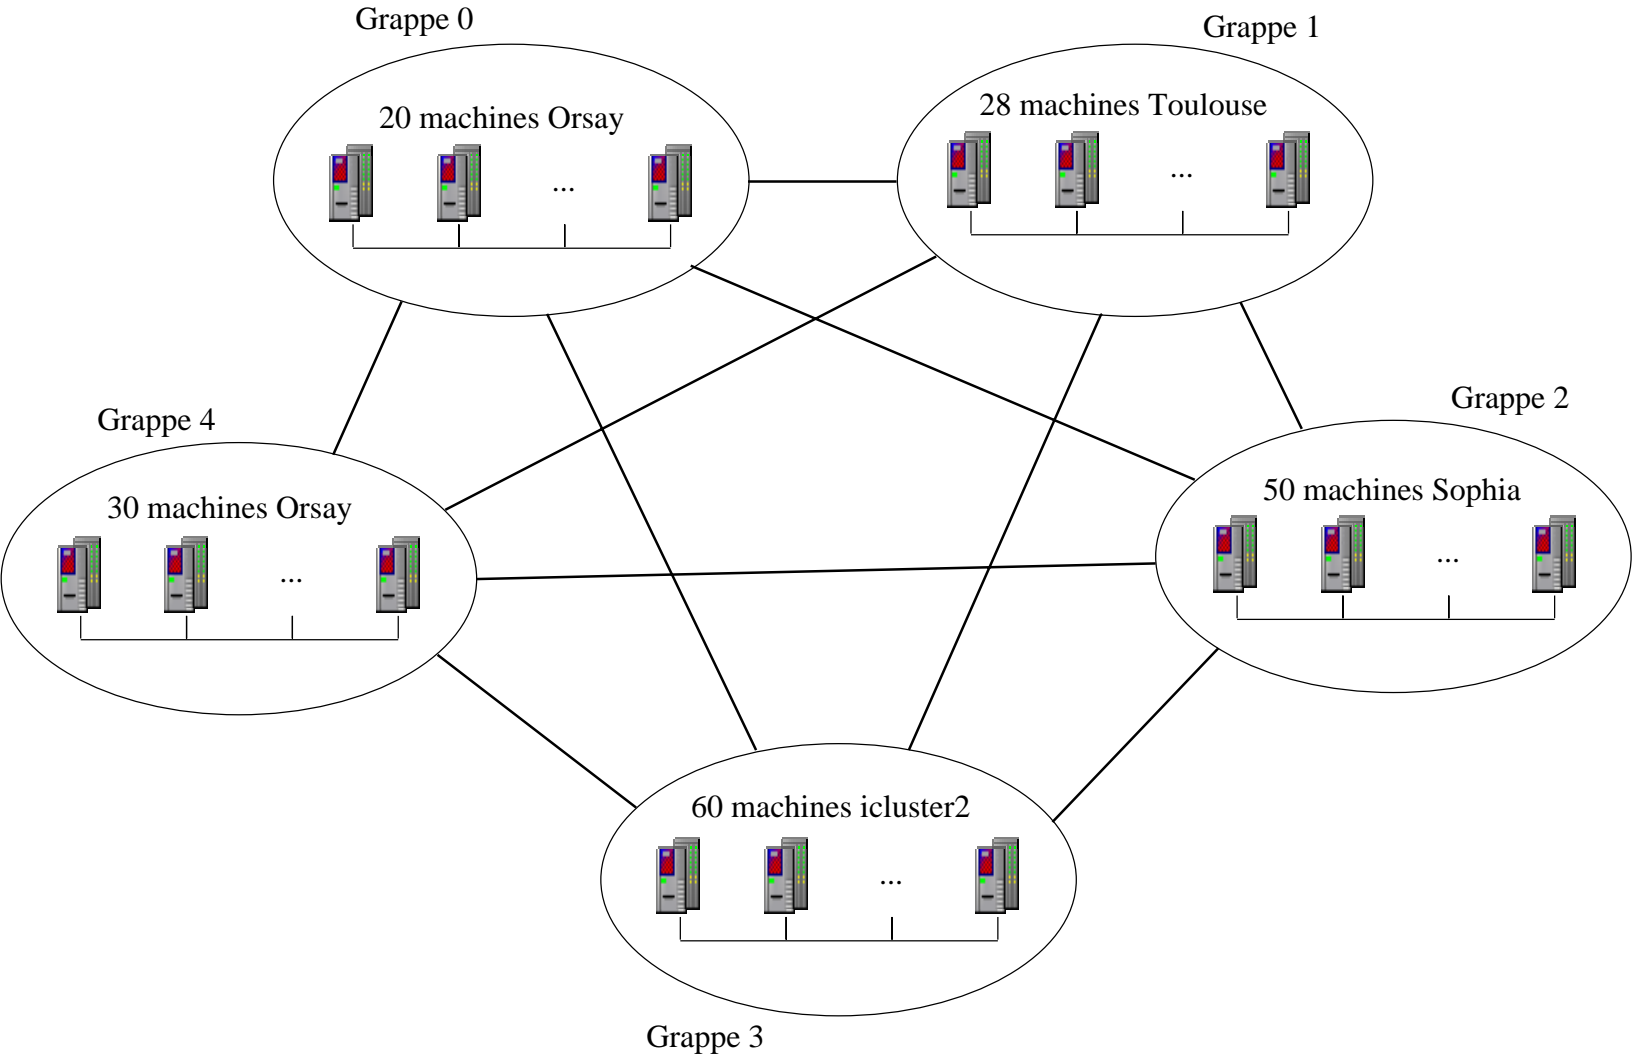 Grappe 0
Grappe 1
20 machines Orsay
28 machines Toulouse
...
...
Grappe 4
Grappe 2
30 machines Orsay
50 machines Sophia
...
...
60 machines icluster2
...
Grappe 3